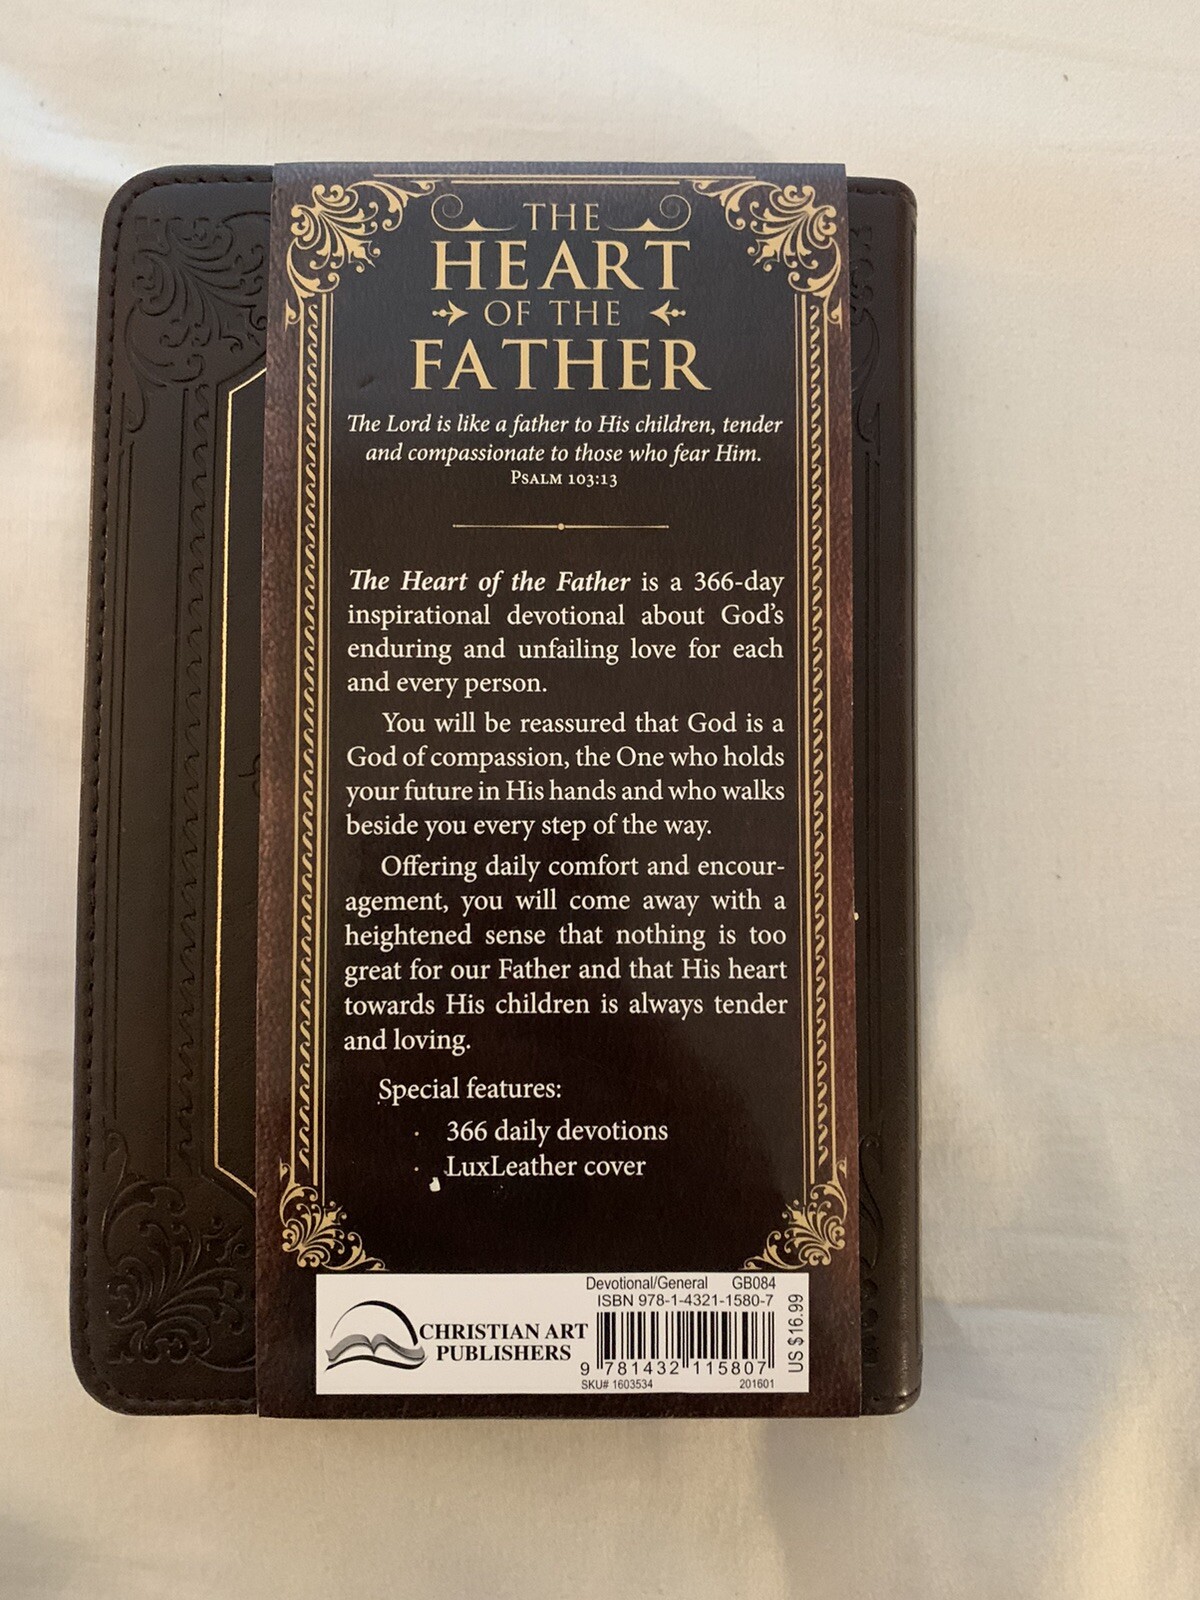 THE
HEART
OF THE
FATHER
The Lord is like a father to His children, tender
and compassionate to those who fear Him.
PSALM 103:13
The Heart of the Father is a 366-day
inspirational devotional about God's
enduring and unfailing love for each
and every person.
You will be reassured that God is a
God of compassion, the One who holds
your future in His hands and who walks
beside you every step of the way.
Offering daily comfort and encour-
agement, you will come away with a
heightened sense that nothing is too
great for our Father and that His heart
towards His children is always tender
and loving.
Special features:
· 366 daily devotions
· LuxLeather cover
CHRISTIAN ART
PUBLISHERS
Devotional/General GB084
ISBN 978-1-4321-1580-7
9 781432 115807
SKU# 1603534 201601
US $16.99